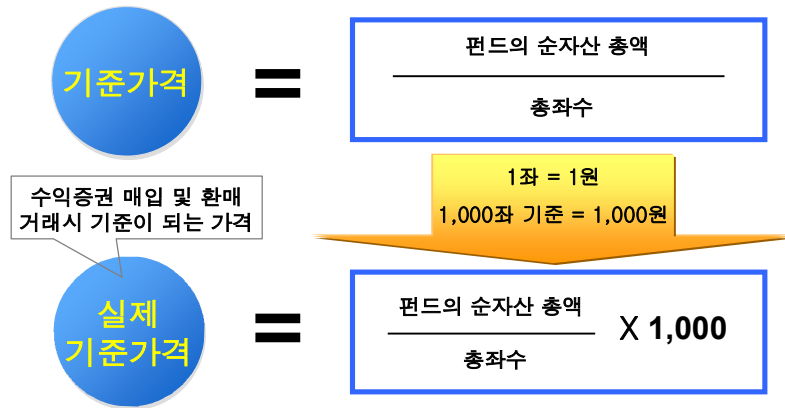 기준가격
=
펀드의 순자산 총액
총좌수
1좌 = 1원
1,000좌 기준 = 1,000원
수익증권 매입 및 환매
거래시 기준이 되는 가격
실제
기준가격
=
펀드의 순자산 총액
총좌수
X 1,000